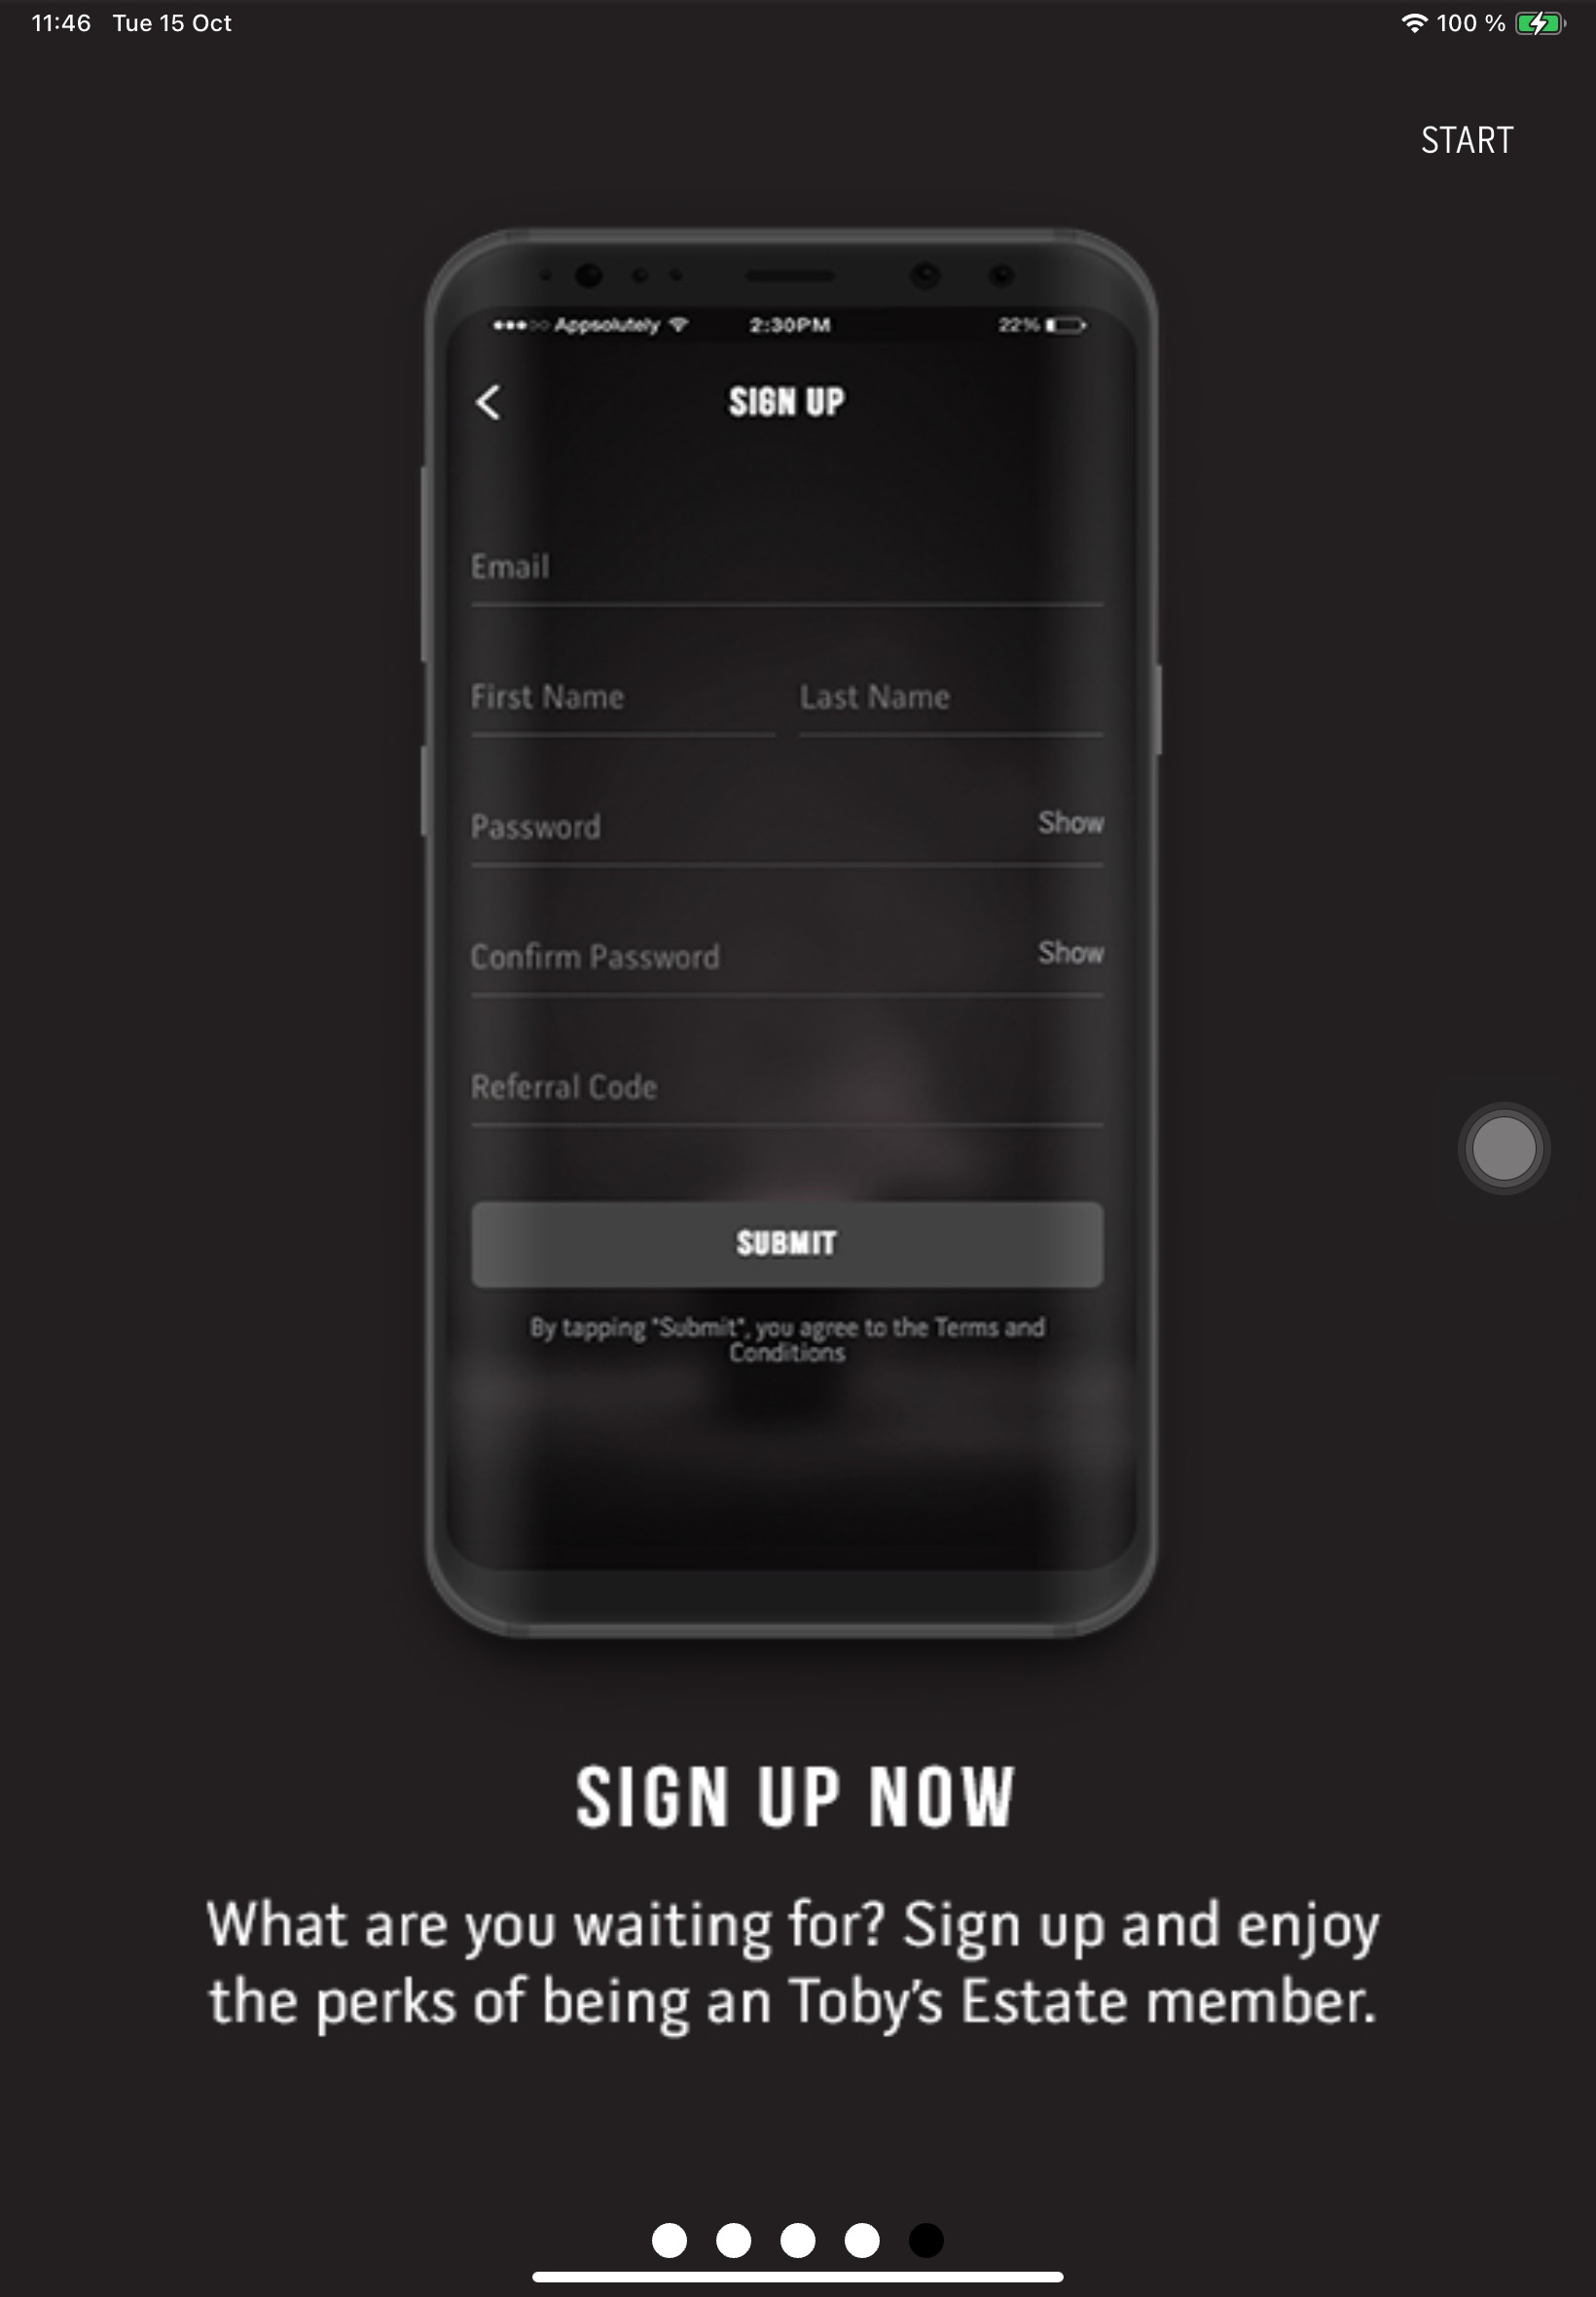 11:46 Tue 15 Oct 100 %
START
Appsolutely 2:30PM 22%
SIGN UP
Email
First Name Last Name
Password Show
Confirm Password Show
Referral Code
SUBMIT
By tapping "Submit", you agree to the Terms and
Conditions
SIGN UP NOW
What are you waiting for? Sign up and enjoy
the perks of being an Toby's Estate member.